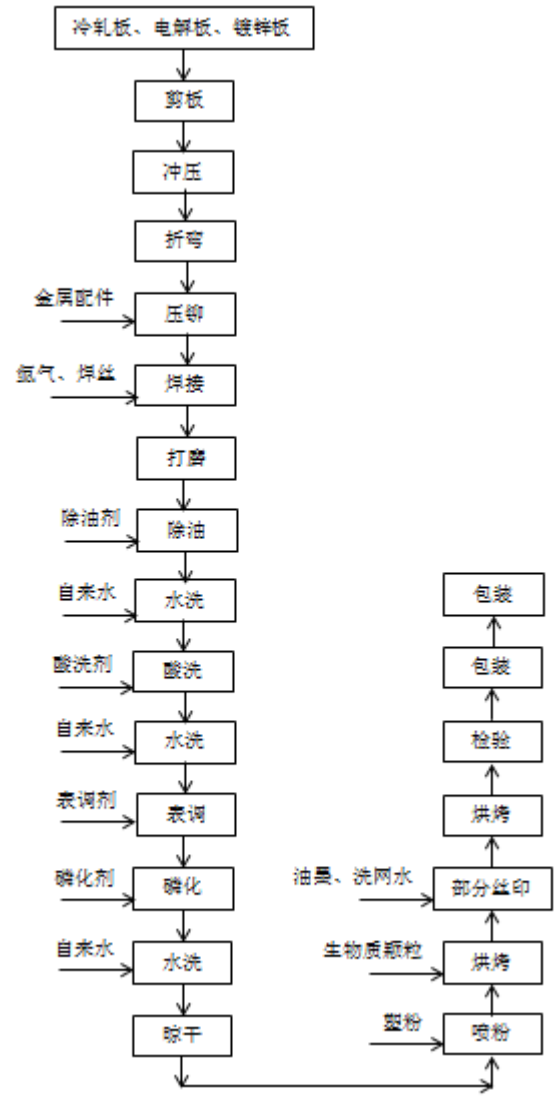 冷轧板、电解板、镀锌板
剪板
冲压
折弯
金属配件
压铆
氩气、焊丝
焊接
打磨
除油剂
除油
自来水
水洗
酸洗剂
酸洗
自来水
水洗
表调剂
表调
磷化剂
磷化
自来水
水洗
晾干
包装
包装
检验
烘烤
油墨、洗网水
部分丝印
生物质颗粒
烘烤
塑粉
喷粉